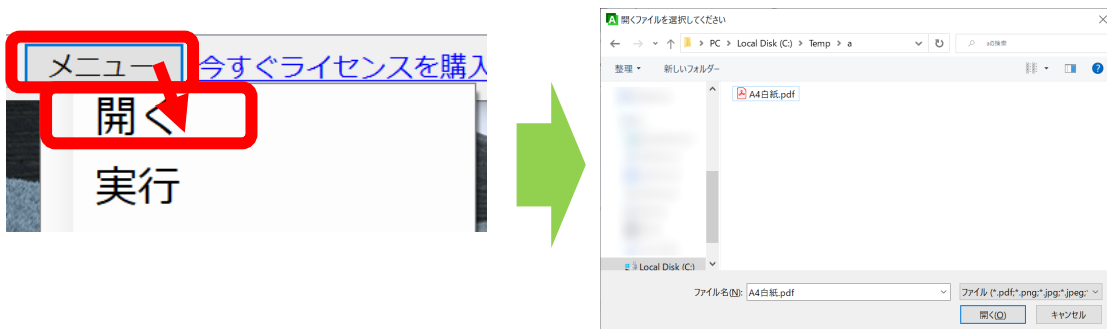 メニュー 今すぐライセンスを購入
開く
実行
A 開くファイルを選択してください
PC > Local Disk (C:) > Temp > a
aの検索
整理 新しいフォルダー
A4白紙.pdf
Local Disk (C:)
ファイル名(N): A4白紙.pdf
ファイル (*.pdf;*.png;*.jpg;*.jpeg;*
開く(O) キャンセル